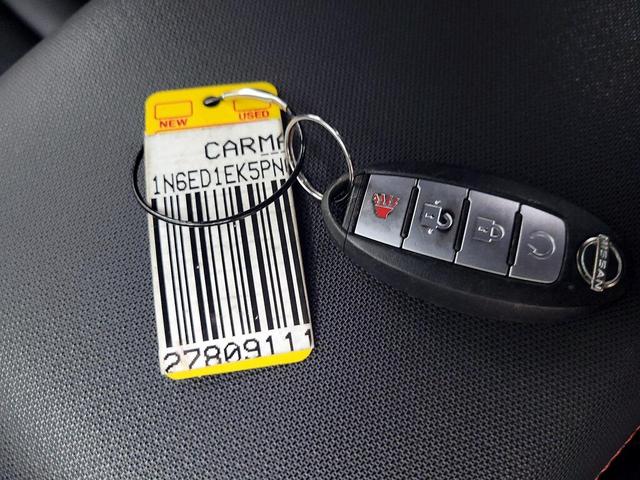 NEW USED
CARMA
1N6ED1EK5PN
27809111
NISSAN